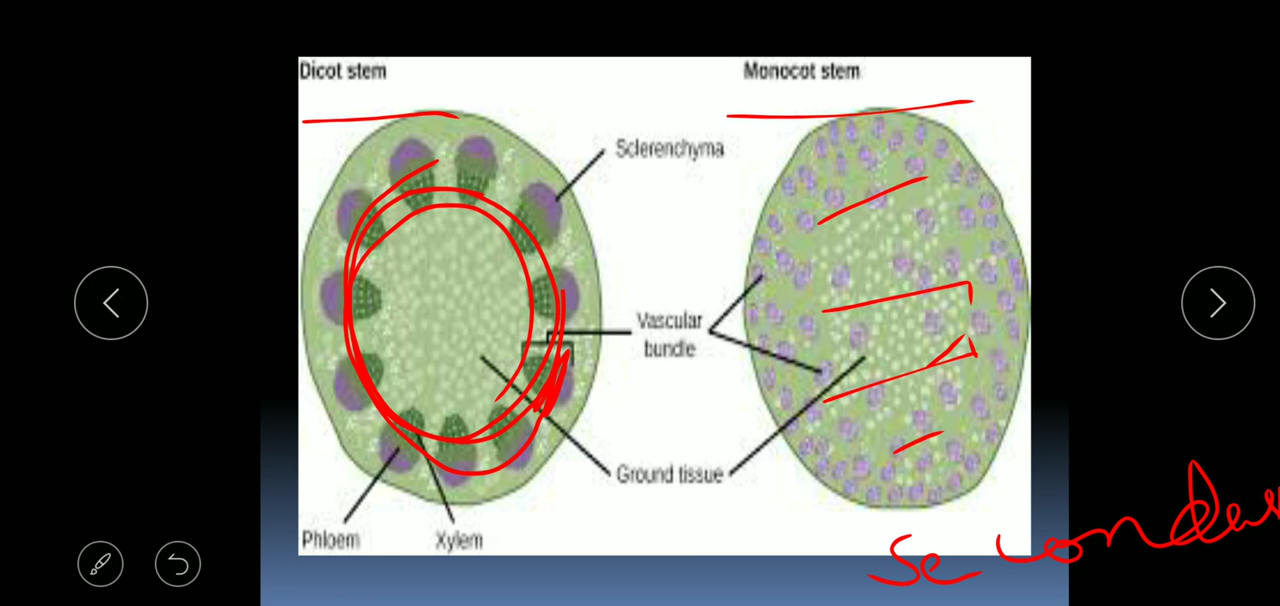 Dicot stem
Monocot stem
Sclerenchyma
Vascular
bundle
Ground tissue
Phloem
Xylem